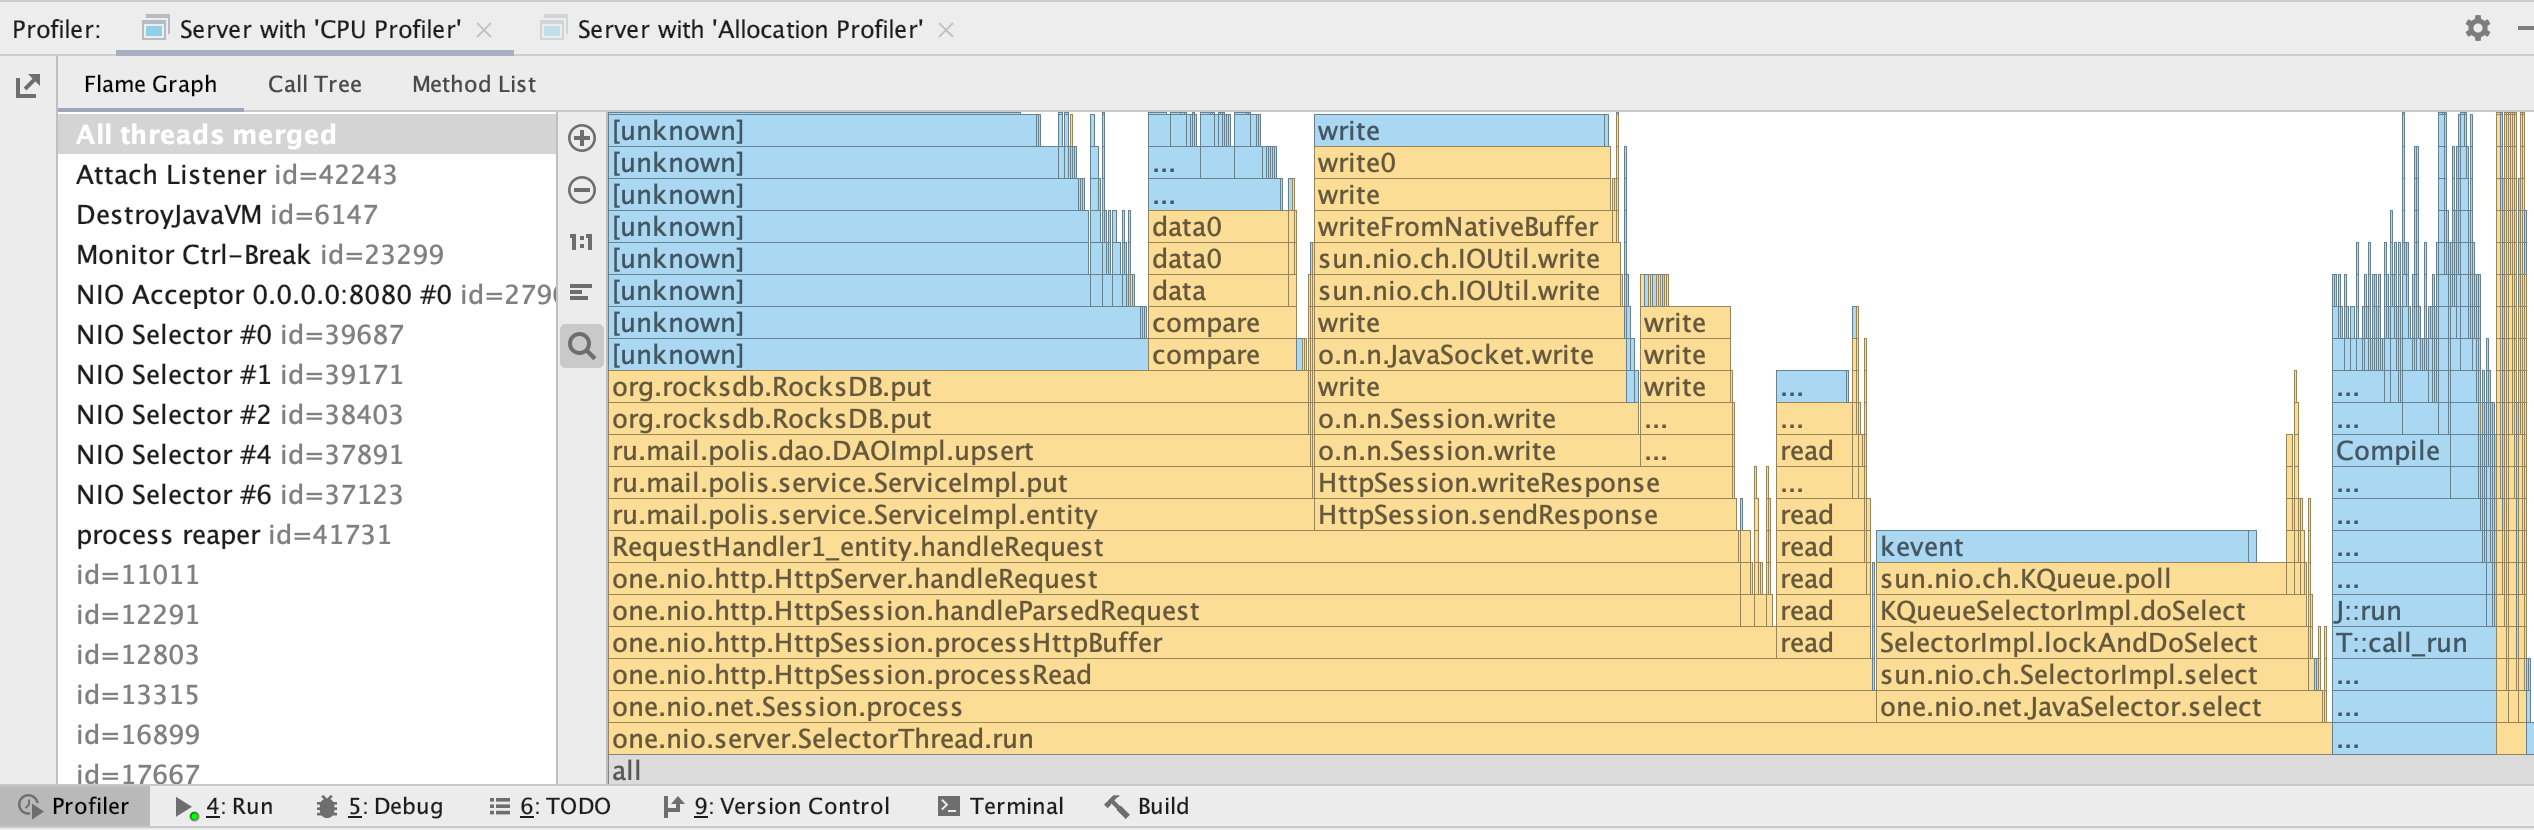 Profiler: Server with 'CPU Profiler' Server with 'Allocation Profiler'
Flame Graph Call Tree Method List
All threads merged
Attach Listener id=42243
DestroyJavaVM id=6147
Monitor Ctrl-Break id=23299
NIO Acceptor 0.0.0.0:8080 #0
NIO Selector #0 id=39687
NIO Selector #1 id=39171
NIO Selector #2 id=38403
NIO Selector #4 id=37891
NIO Selector #6 id=37123
process reaper id=41731
id=11011
id=12291
id=12803
id=13315
id=16899
id=17667
1:1
[unknown] write
[unknown] ... write0
[unknown] ... write
[unknown] data0 writeFromNativeBuffer
[unknown] data0 sun.nio.ch.IOUtil.write
[unknown] data sun.nio.ch.IOUtil.write
[unknown] compare write write
[unknown] compare o.n.n.JavaSocket.write write
org.rocksdb.RocksDB.put write write ... ...
org.rocksdb.RocksDB.put o.n.n.Session.write ... ... ...
ru.mail.polis.dao.DAOImpl.upsert o.n.n.Session.write ... read Compile
ru.mail.polis.service.ServiceImpl.put HttpSession.writeResponse ... ...
ru.mail.polis.service.ServiceImpl.entity HttpSession.sendResponse read ...
RequestHandler1_entity.handleRequest read kevent ...
one.nio.http.HttpServer.handleRequest read sun.nio.ch.KQueue.poll ...
one.nio.http.HttpSession.handleParsedRequest read KQueueSelectorImpl.doSelect J::run
one.nio.http.HttpSession.processHttpBuffer read SelectorImpl.lockAndDoSelect T::call_run
one.nio.http.HttpSession.processRead sun.nio.ch.SelectorImpl.select ...
one.nio.net.Session.process one.nio.net.JavaSelector.select ...
one.nio.server.SelectorThread.run ...
all
Profiler 4: Run 5: Debug 6: TODO 9: Version Control Terminal Build